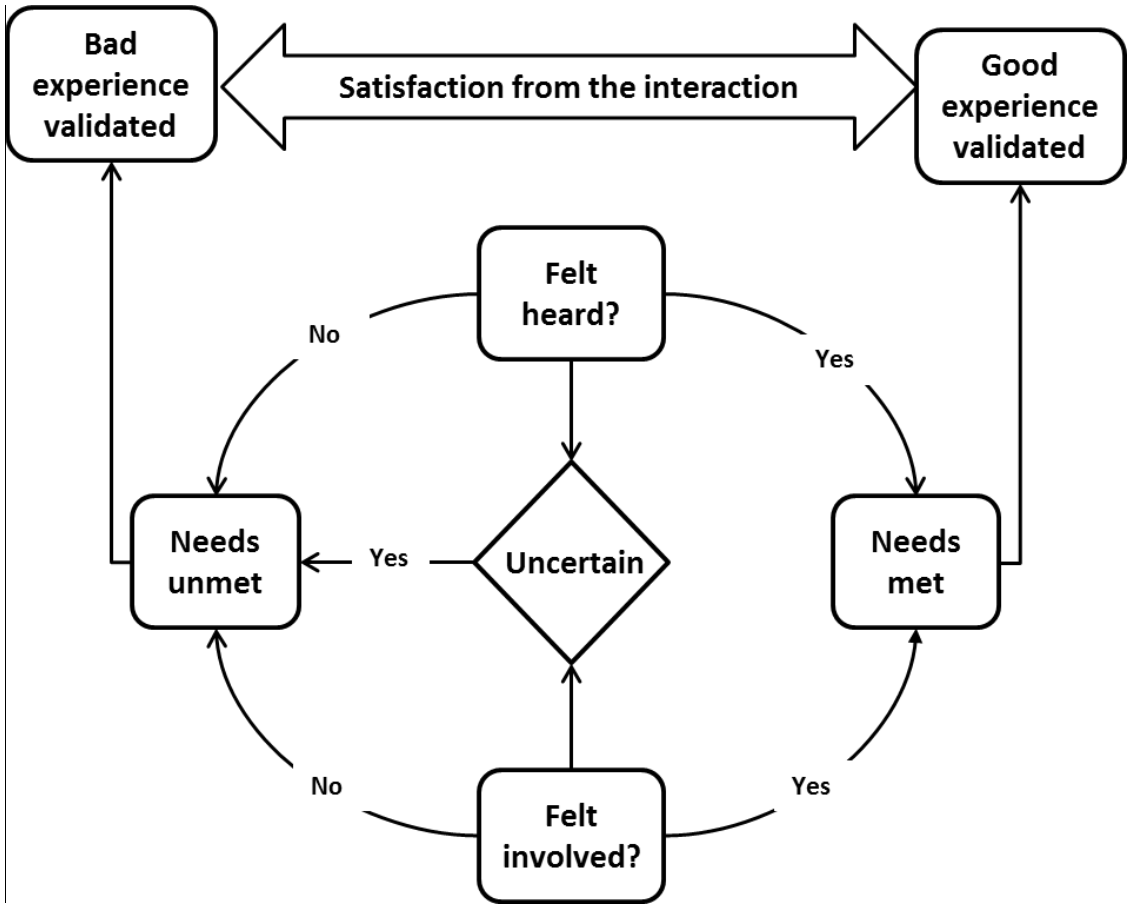 Bad
experience
validated
Satisfaction from the interaction
Good
experience
validated
Felt
heard?
No
Yes
Needs
unmet
Yes
Uncertain
Needs
met
No
Yes
Felt
involved?